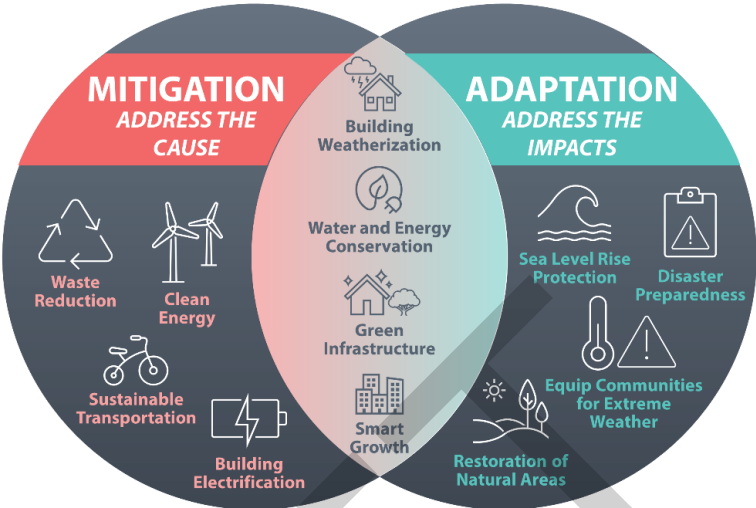 MITIGATION
ADDRESS THE
CAUSE
ADAPTATION
ADDRESS THE
IMPACTS
Building
Weatherization
Water and Energy
Conservation
Green
Infrastructure
Smart
Growth
Waste
Reduction
Clean
Energy
Sustainable
Transportation
Building
Electrification
Sea Level Rise
Protection
Disaster
Preparedness
Equip Communities
for Extreme
Weather
Restoration of
Natural Areas